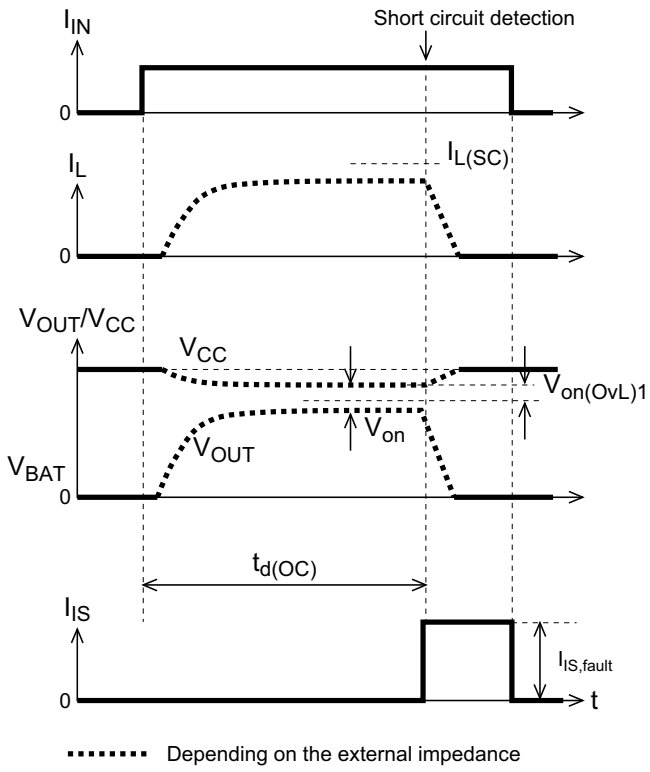 Short circuit detection
I_IN
0
I_L(SC)
I_L
0
V_OUT/V_CC
V_CC
V_on(OvL)1
V_on
V_OUT
V_BAT
0
t_d(OC)
I_IS
I_IS,fault
0
t
Depending on the external impedance